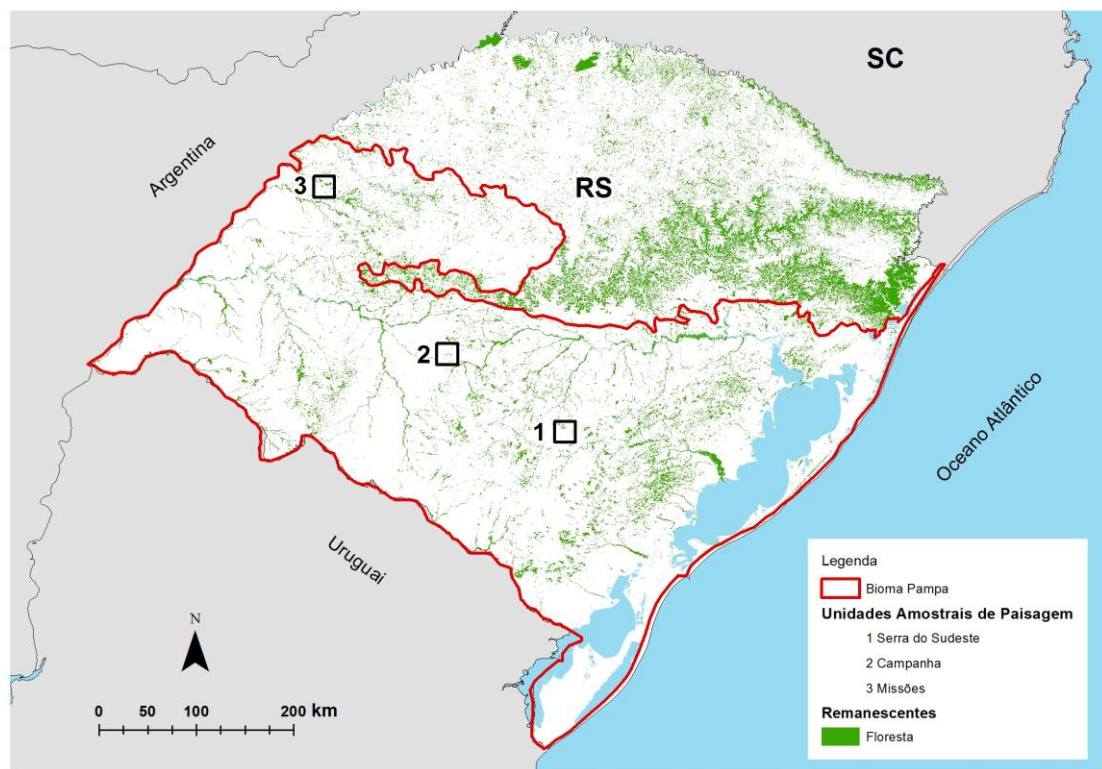 SC
Argentina
3
RS
2
1
Oceano Atlântico
Uruguai
N
0 50 100 200 km
Legenda
Bioma Pampa
Unidades Amostrais de Paisagem
1 Serra do Sudeste
2 Campanha
3 Missões
Remanescentes
Floresta